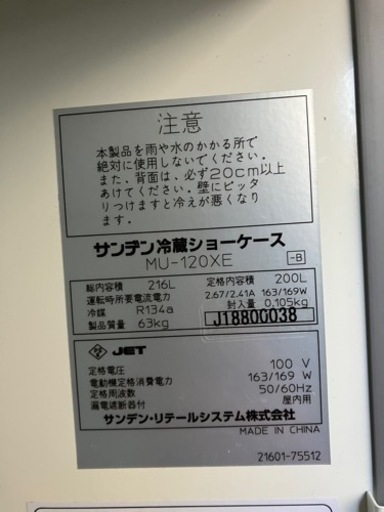 注意
本製品を雨や水のかかる所で
絶対に使用しないでください。
また、背面は、必ず20cm以上
あけてください。壁にピッタ
リつけますと冷えが悪くなり
ます。
サンデン冷蔵ショーケース
MU-120XE -B
総内容積 216L 定格内容積 200L
運転時所要電流電力 2.67/2.41A 163/169W
冷媒 R134a 封入量 0.105kg
製品質量 63kg J18800038
JET
定格電圧 100 V
電動機定格消費電力 163/169 W
定格周波数 50/60Hz
漏電遮断器付 屋内用
サンデン・リテールシステム株式会社
MADE IN CHINA
21601-75512